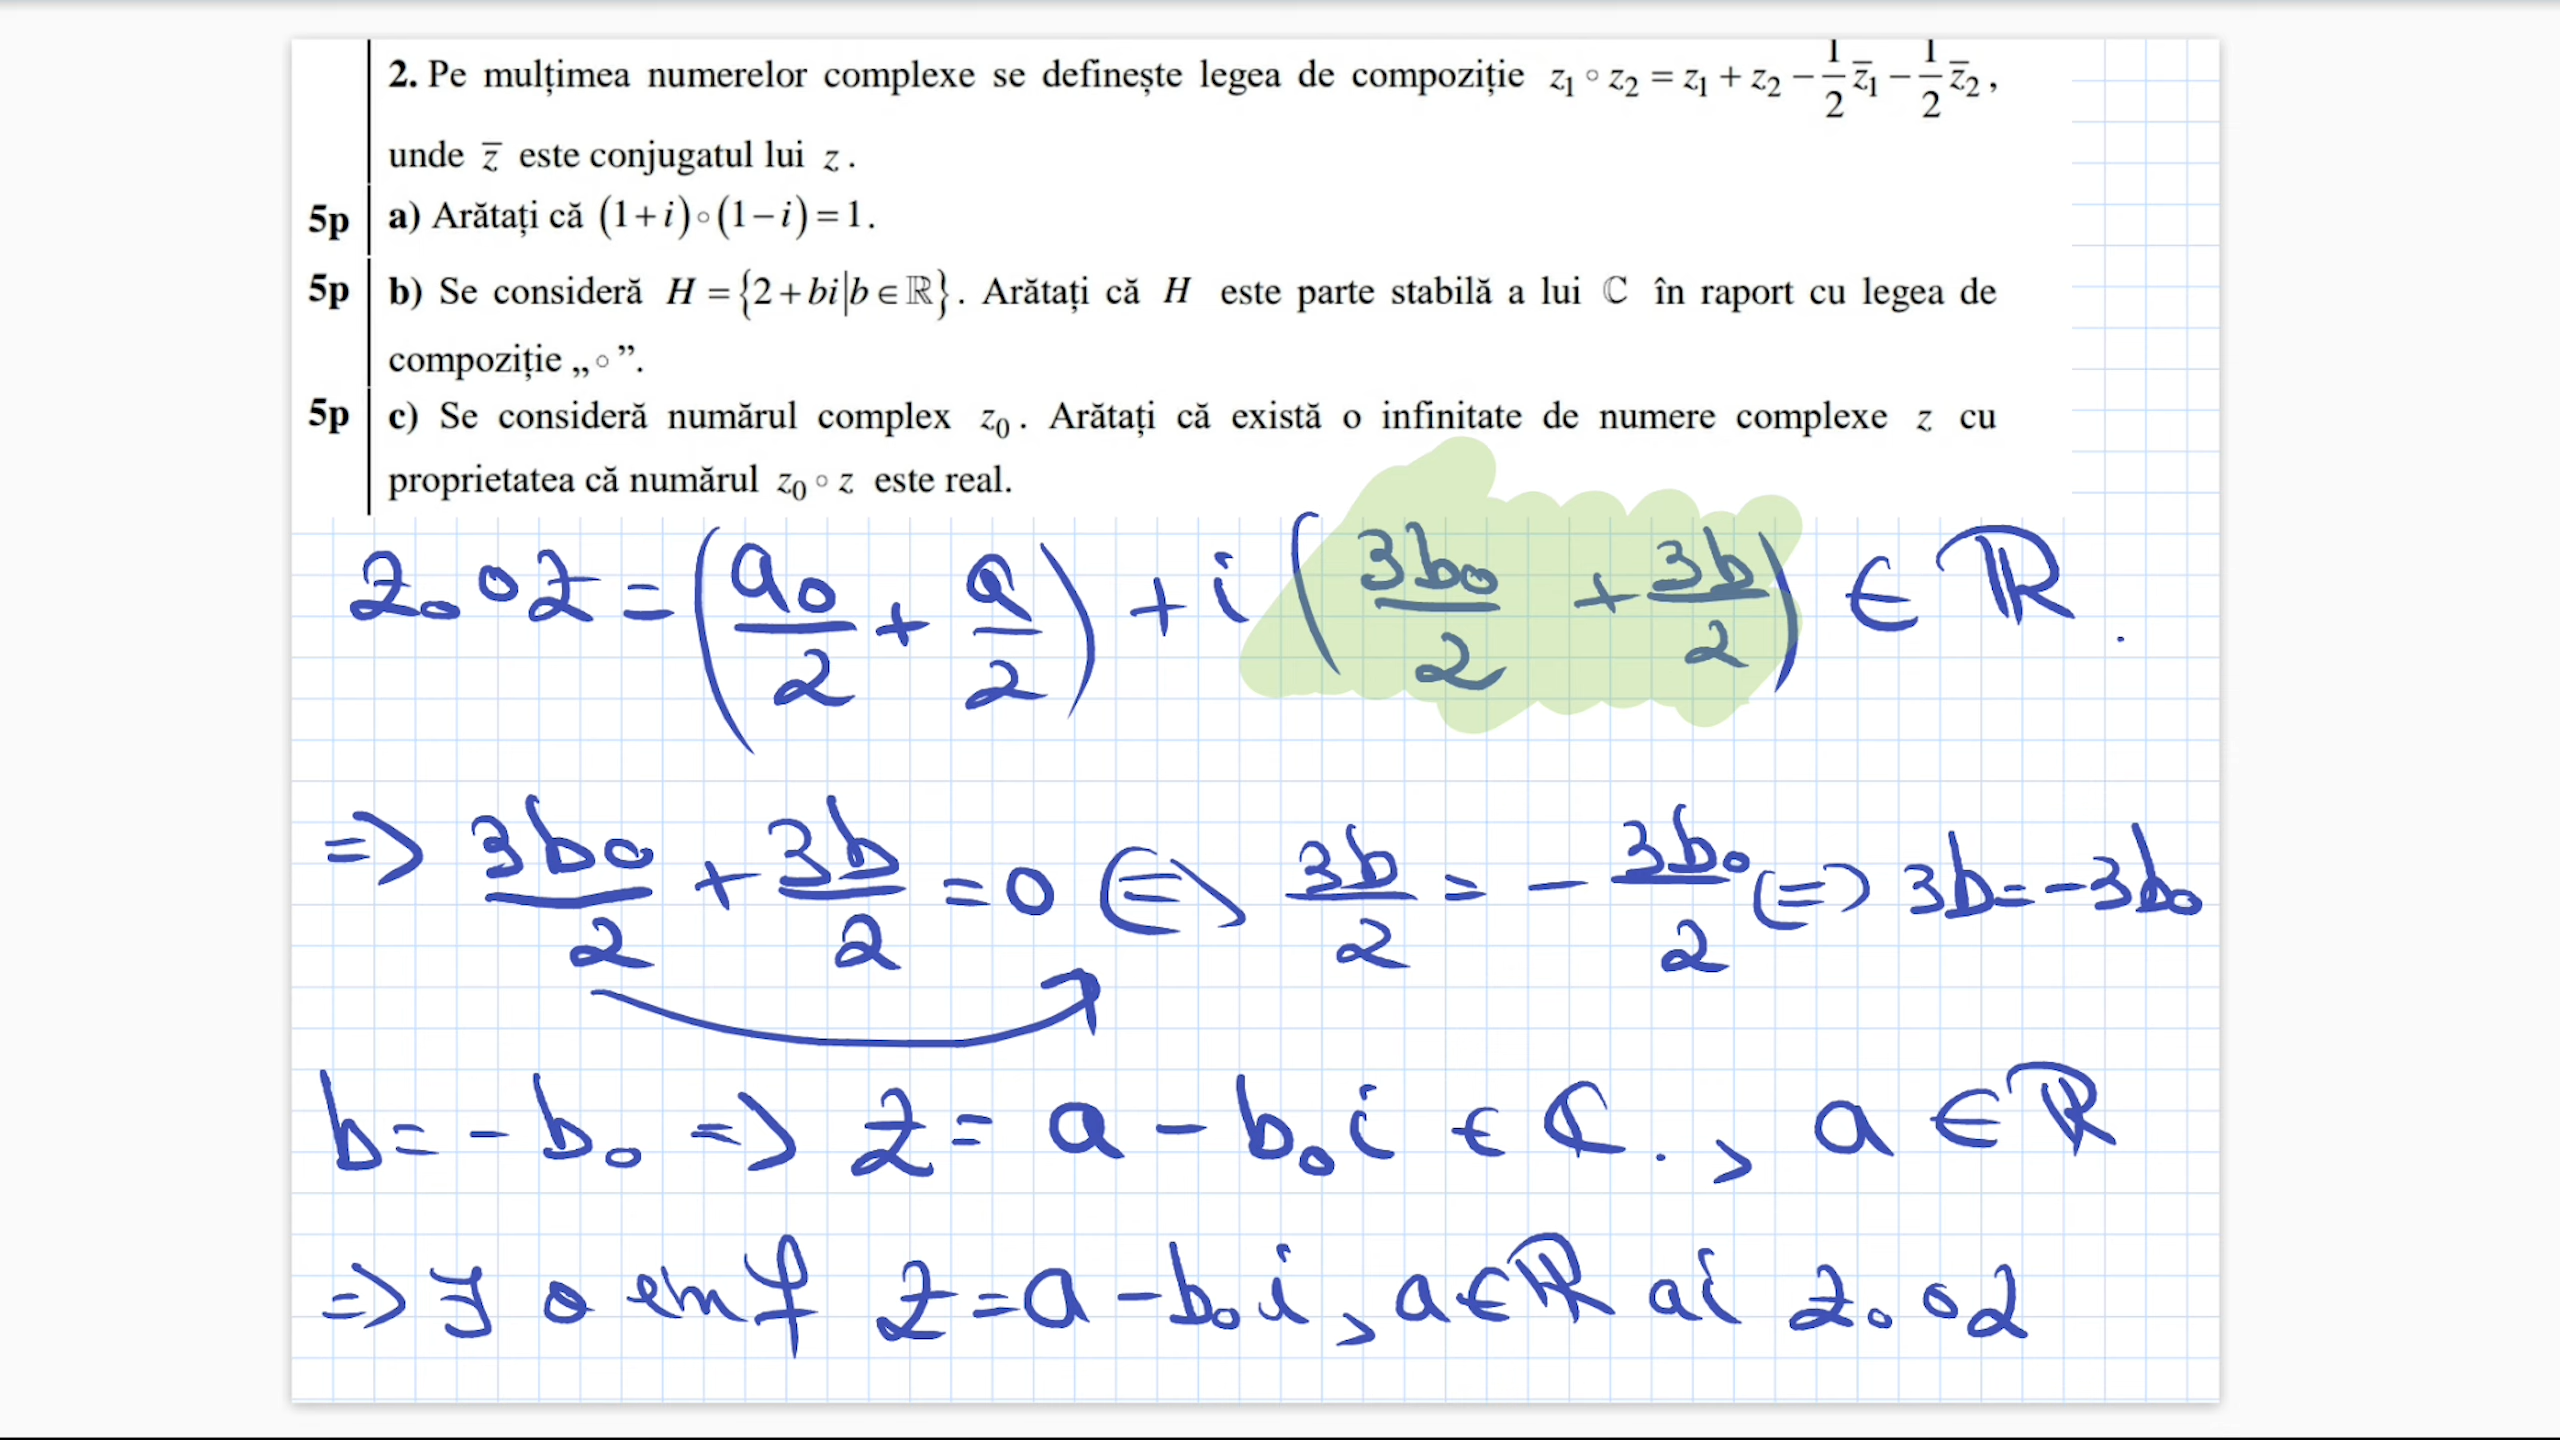 2. Pe mulțimea numerelor complexe se definește legea de compoziție z₁ ∘ z₂ = z₁ + z₂ − 1/2 z̄₁ − 1/2 z̄₂,
unde z̄ este conjugatul lui z.
5p a) Arătați că (1+i)∘(1−i)=1.
5p b) Se consideră H = {2+bi|b∈ℝ}. Arătați că H este parte stabilă a lui ℂ în raport cu legea de
compoziție „∘”.
5p c) Se consideră numărul complex z₀. Arătați că există o infinitate de numere complexe z cu
proprietatea că numărul z₀ ∘ z este real.
z₀∘z = (a₀/2 + a/2) + i(3b₀/2 + 3b/2) ∈ ℝ.
=> 3b₀/2 + 3b/2 = 0 <=> 3b/2 = − 3b₀/2 <=> 3b=−3b₀
b=−b₀ => z = a − b₀i ∈ ℂ., a ∈ ℝ
=> ∃ o inf z=a−b₀i, a∈ℝ aî z₀∘z